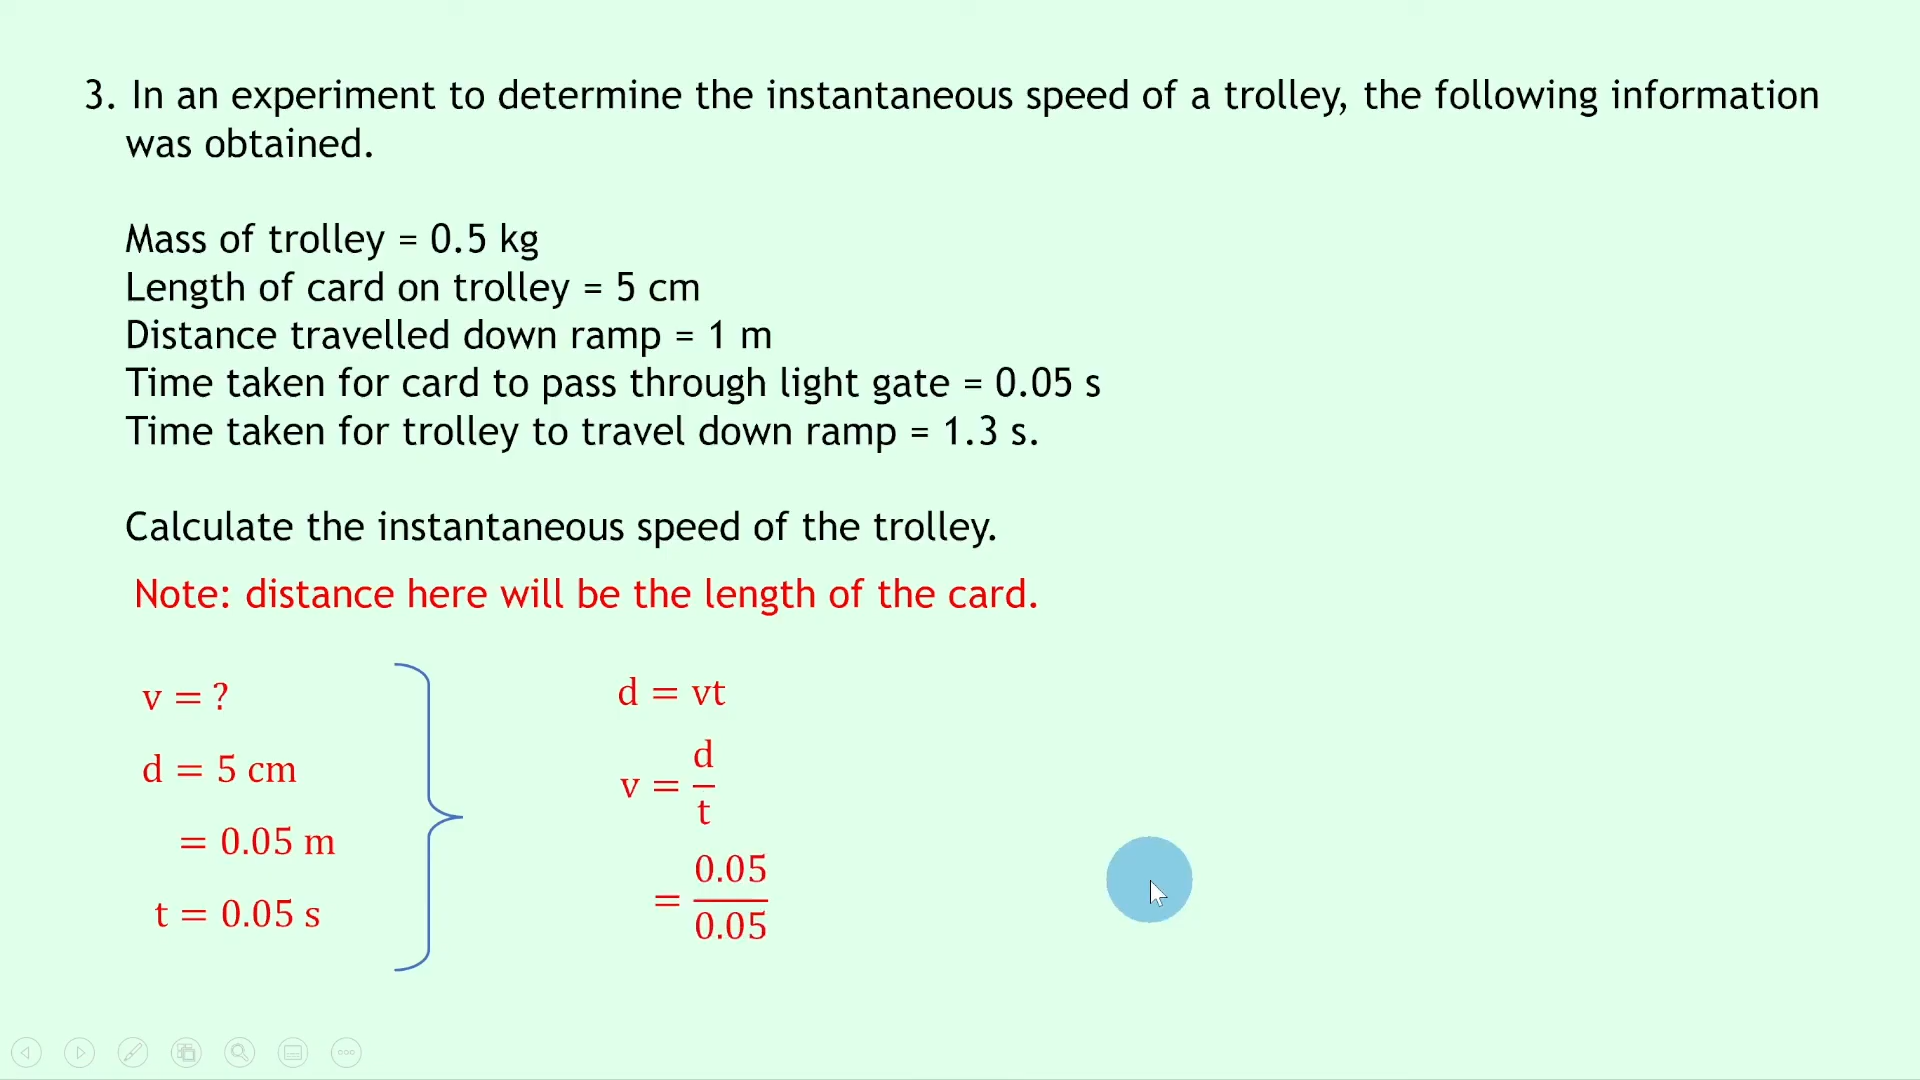 3. In an experiment to determine the instantaneous speed of a trolley, the following information
was obtained.
Mass of trolley = 0.5 kg
Length of card on trolley = 5 cm
Distance travelled down ramp = 1 m
Time taken for card to pass through light gate = 0.05 s
Time taken for trolley to travel down ramp = 1.3 s.
Calculate the instantaneous speed of the trolley.
Note: distance here will be the length of the card.
v = ?
d = 5 cm
= 0.05 m
t = 0.05 s
d = vt
v = d/t
= 0.05/0.05